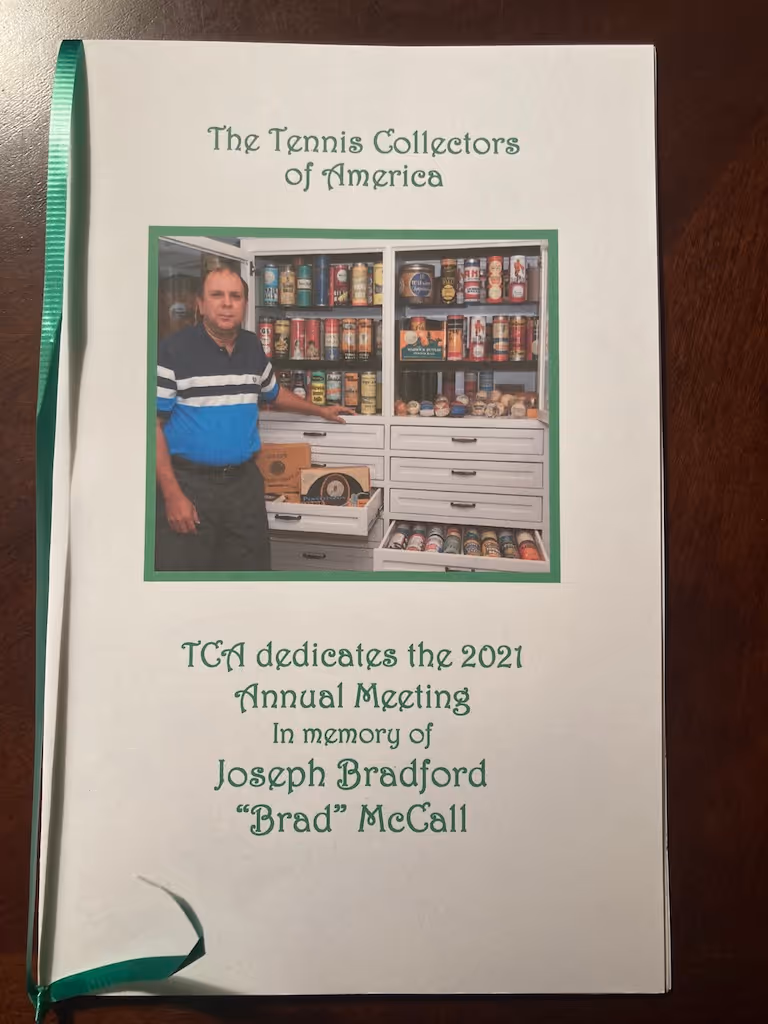 The Tennis Collectors
of America
TCA dedicates the 2021
Annual Meeting
In memory of
Joseph Bradford
“Brad” McCall